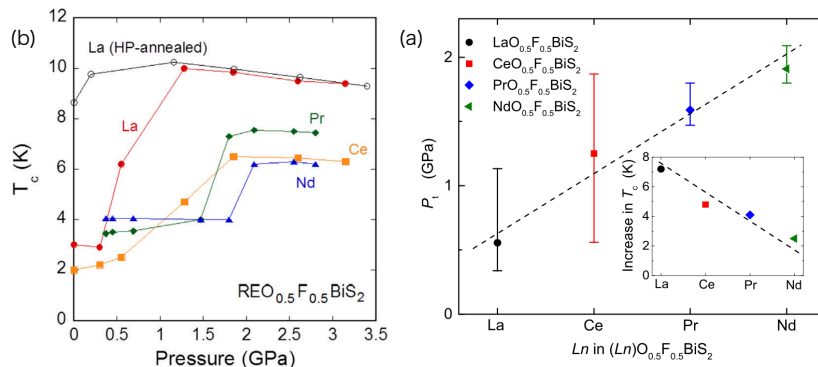 (b)
La (HP-annealed)
La
Pr
Ce
Nd
REO₀.₅F₀.₅BiS₂
T_c (K)
12
10
8
6
4
2
0
0 0.5 1 1.5 2 2.5 3 3.5
Pressure (GPa)
(a)
LaO₀.₅F₀.₅BiS₂
CeO₀.₅F₀.₅BiS₂
PrO₀.₅F₀.₅BiS₂
NdO₀.₅F₀.₅BiS₂
P_t (GPa)
2
1
0
La Ce Pr Nd
Ln in (Ln)O₀.₅F₀.₅BiS₂
Increase in T_c (K)
8
6
4
2
0
La Ce Pr Nd